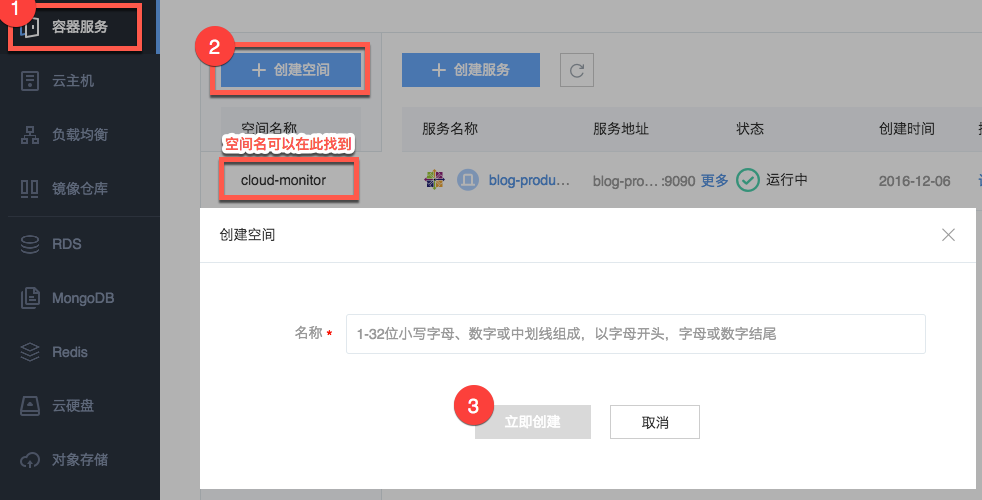 1
容器服务
云主机
负载均衡
镜像仓库
RDS
MongoDB
Redis
云硬盘
对象存储
2
+ 创建空间
+ 创建服务
空间名称
空间名可以在此找到
cloud-monitor
服务名称 服务地址 状态 创建时间
blog-produ... blog-pro... :9090 更多 运行中 2016-12-06
创建空间
名称 * 1-32位小写字母、数字或中划线组成，以字母开头，字母或数字结尾
3
立即创建 取消